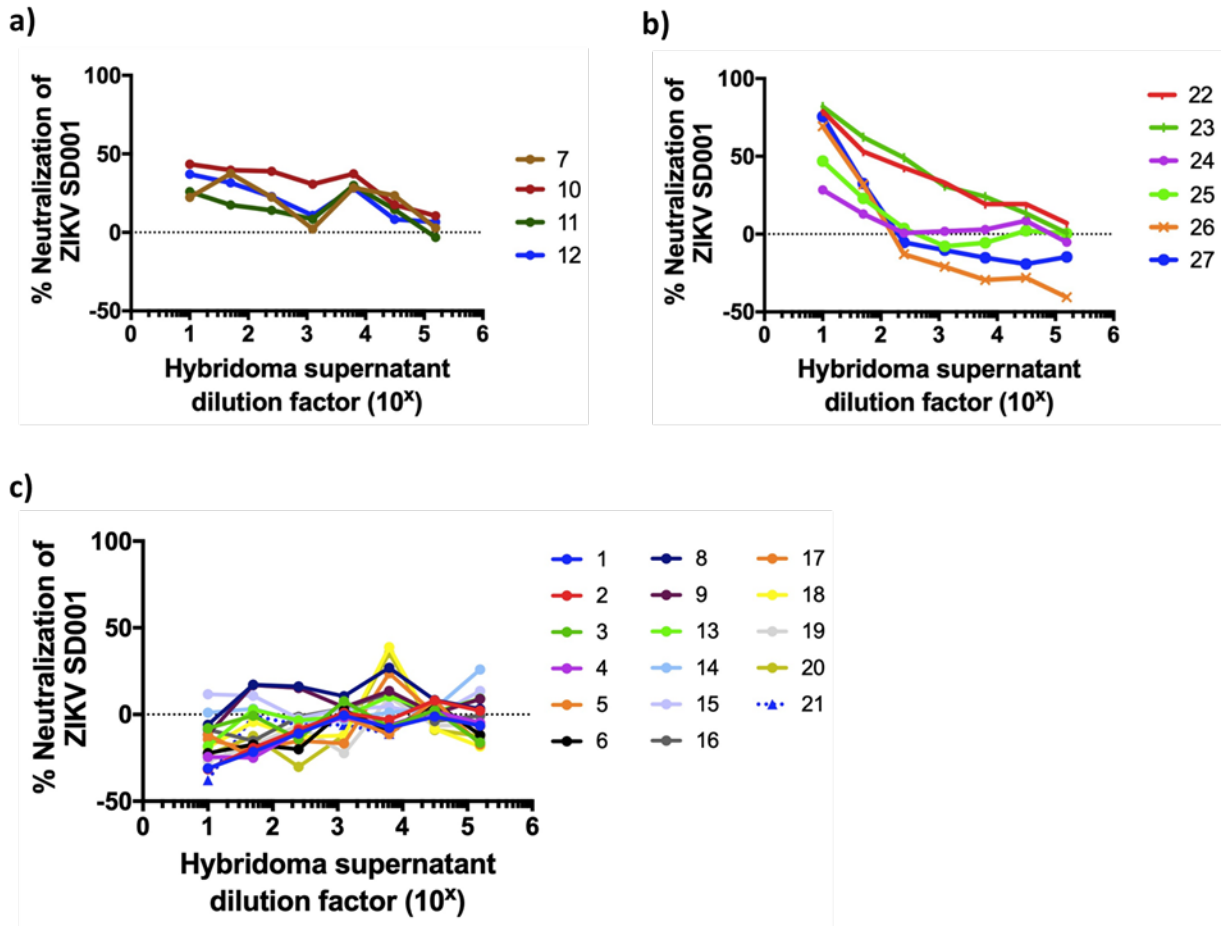 a)
% Neutralization of
ZIKV SD001
100
50
0
-50
0 1 2 3 4 5 6
Hybridoma supernatant
dilution factor (10ˣ)
7
10
11
12
b)
% Neutralization of
ZIKV SD001
100
50
0
-50
0 1 2 3 4 5 6
Hybridoma supernatant
dilution factor (10ˣ)
22
23
24
25
26
27
c)
% Neutralization of
ZIKV SD001
100
50
0
-50
0 1 2 3 4 5 6
Hybridoma supernatant
dilution factor (10ˣ)
1 8 17
2 9 18
3 13 19
4 14 20
5 15 21
6 16